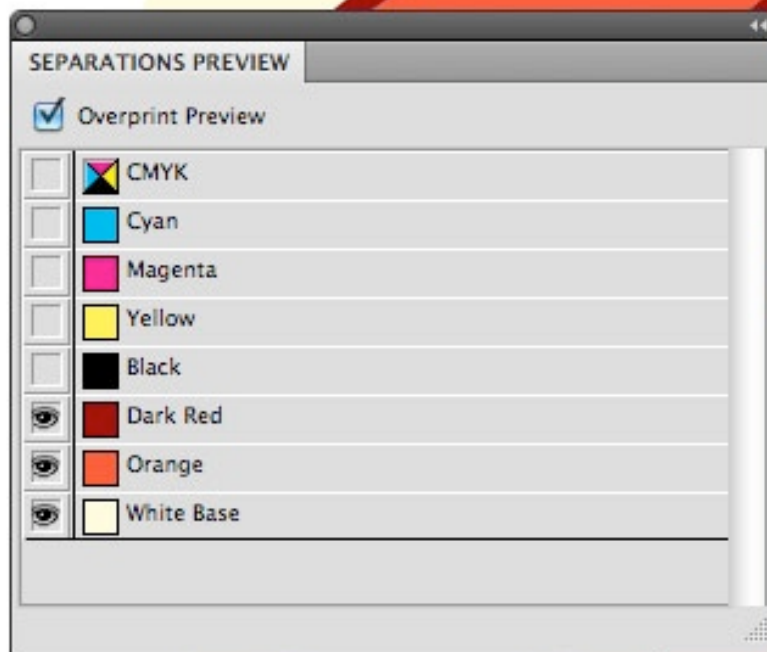 SEPARATIONS PREVIEW
Overprint Preview
CMYK
Cyan
Magenta
Yellow
Black
Dark Red
Orange
White Base